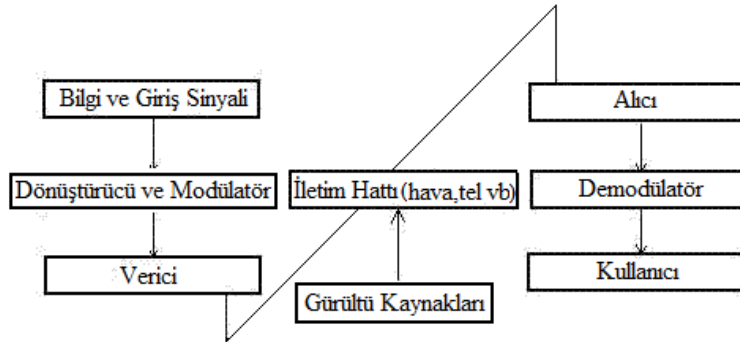 Bilgi ve Giriş Sinyali
Dönüştürücü ve Modülatör
Verici
İletim Hattı(hava,tel vb)
Gürültü Kaynakları
Alıcı
Demodülatör
Kullanıcı